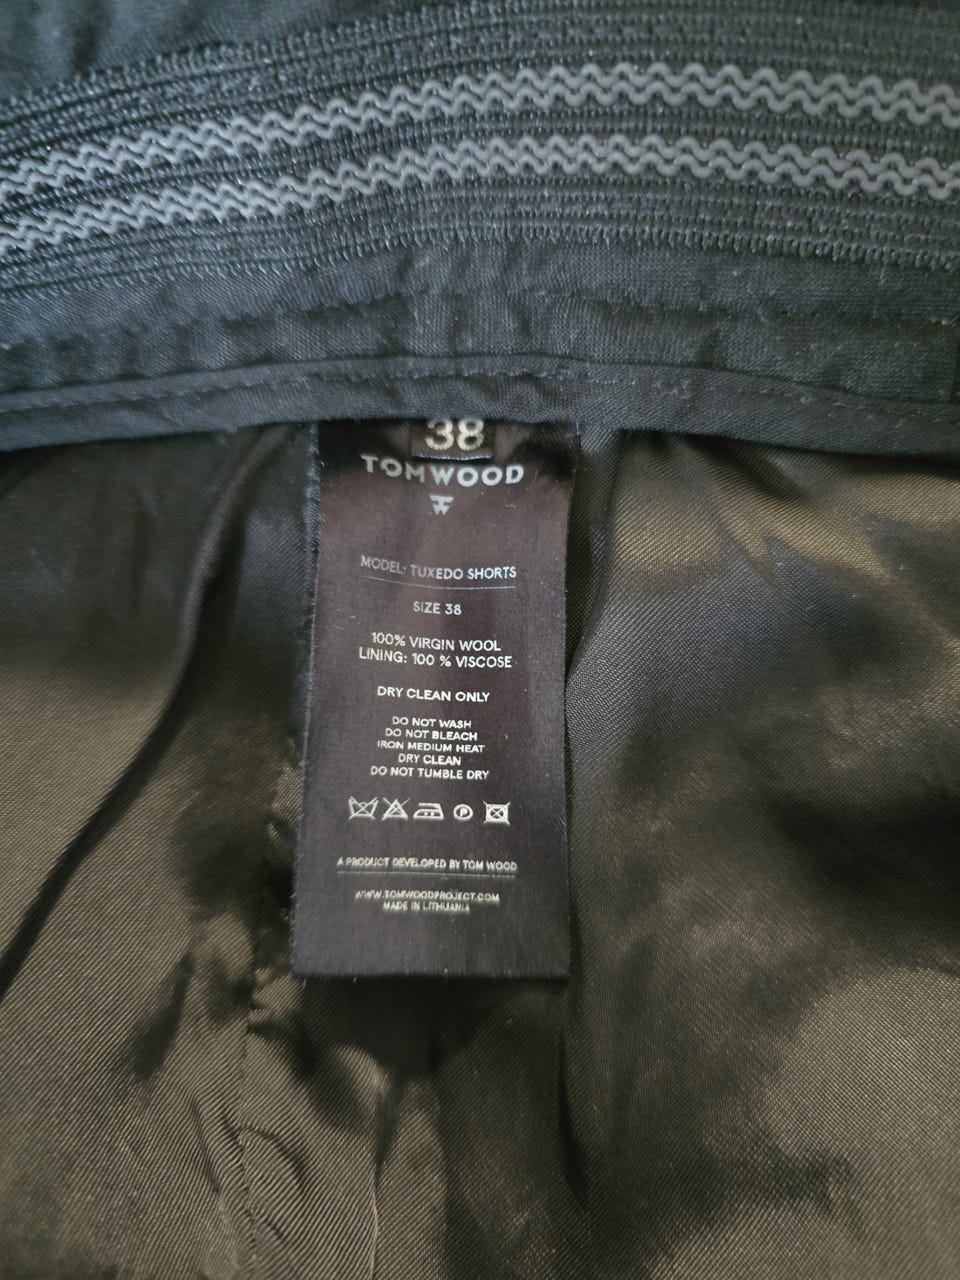 38
TOMWOOD
MODEL: TUXEDO SHORTS
SIZE 38
100% VIRGIN WOOL
LINING: 100 % VISCOSE
DRY CLEAN ONLY
DO NOT WASH
DO NOT BLEACH
IRON MEDIUM HEAT
DRY CLEAN
DO NOT TUMBLE DRY
P
A PRODUCT DEVELOPED BY TOM WOOD
WWW.TOMWOODPROJECT.COM
MADE IN LITHUANIA